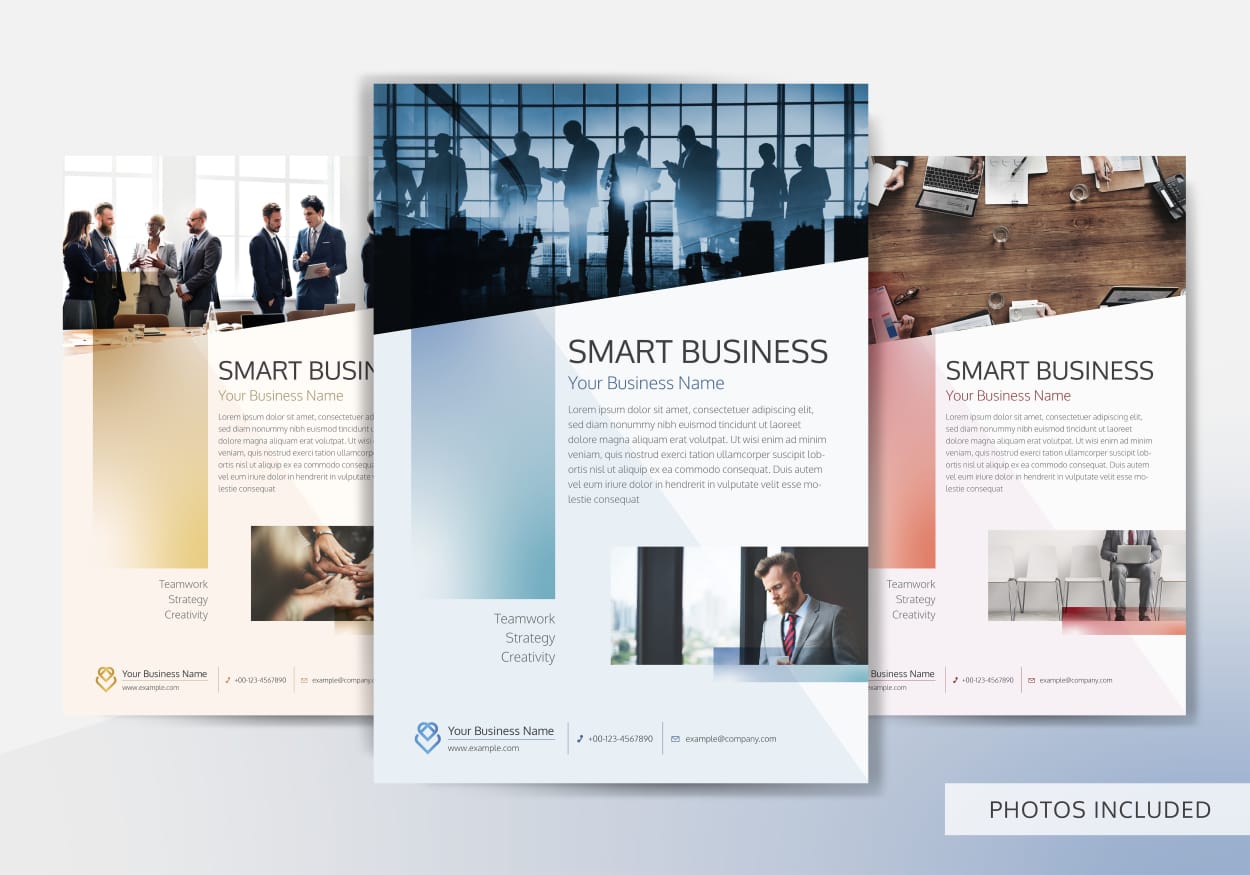 SMART BUSIN
Your Business Name
Lorem ipsum dolor sit amet, consectetuer ad
sed diam nonummy nibh euismod tincidunt u
dolore magna aliquam erat volutpat. Ut wisi
veniam, quis nostrud exerci tation ullamcorp
ortis nisl ut aliquip ex ea commodo consequa
vel eum iriure dolor in hendrerit in vulputate
lestie consequat
Teamwork
Strategy
Creativity
Your Business Name
www.example.com
+00-123-4567890
example@company.c
SMART BUSINESS
Your Business Name
Lorem ipsum dolor sit amet, consectetuer adipiscing elit,
sed diam nonummy nibh euismod tincidunt ut laoreet
dolore magna aliquam erat volutpat. Ut wisi enim ad minim
veniam, quis nostrud exerci tation ullamcorper suscipit lob-
ortis nisl ut aliquip ex ea commodo consequat. Duis autem
vel eum iriure dolor in hendrerit in vulputate velit esse mo-
lestie consequat
Teamwork
Strategy
Creativity
Your Business Name
www.example.com
+00-123-4567890
example@company.com
SMART BUSINESS
Your Business Name
Lorem ipsum dolor sit amet, consectetuer adipiscing elit,
sed diam nonummy nibh euismod tincidunt ut laoreet
dolore magna aliquam erat volutpat. Ut wisi enim ad minim
veniam, quis nostrud exerci tation ullamcorper suscipit lob-
ortis nisl ut aliquip ex ea commodo consequat. Duis autem
vel eum iriure dolor in hendrerit in vulputate velit esse mo-
lestie consequat
Teamwork
Strategy
Creativity
Business Name
example.com
+00-123-4567890
example@company.com
PHOTOS INCLUDED